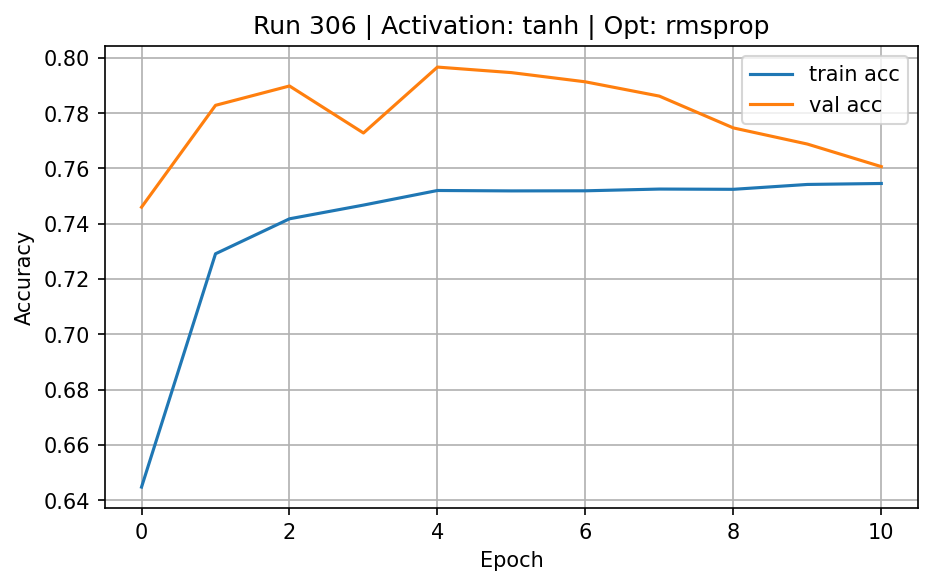 Run 306 | Activation: tanh | Opt: rmsprop
train acc
val acc
Accuracy
0.80
0.78
0.76
0.74
0.72
0.70
0.68
0.66
0.64
0 2 4 6 8 10
Epoch